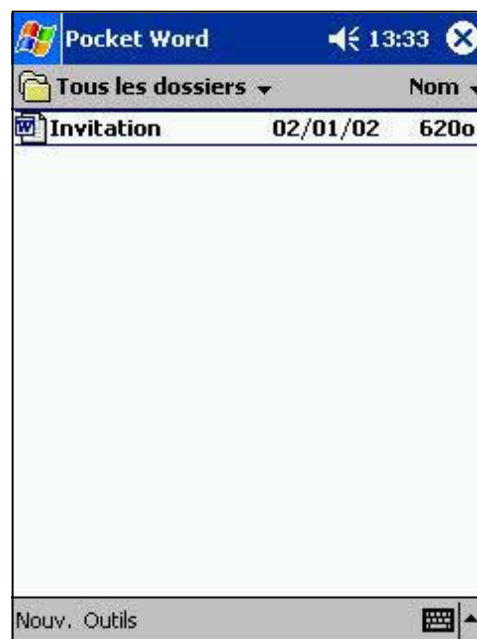 Pocket Word 13:33
Tous les dossiers Nom
Invitation 02/01/02 620o
Nouv. Outils